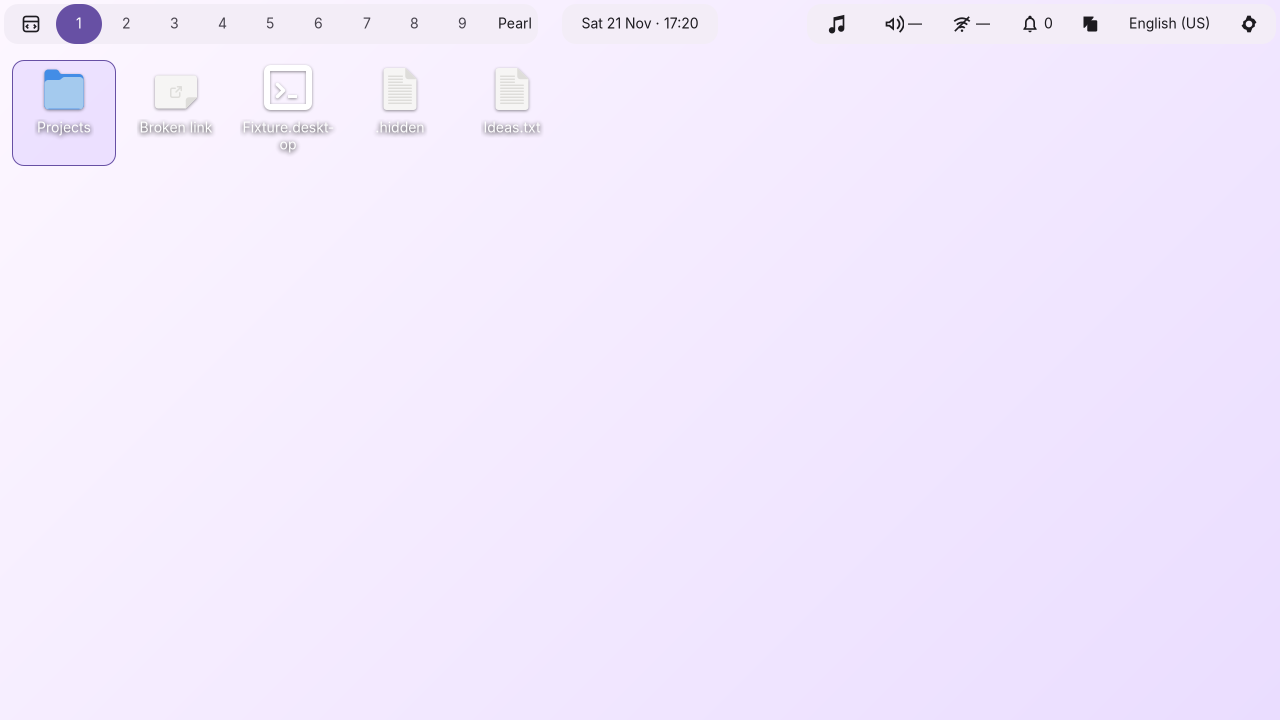 1 2 3 4 5 6 7 8 9 Pearl
Sat 21 Nov · 17:20
— — 0 English (US)
Projects
Broken link
Fixture.deskt-
op
.hidden
Ideas.txt